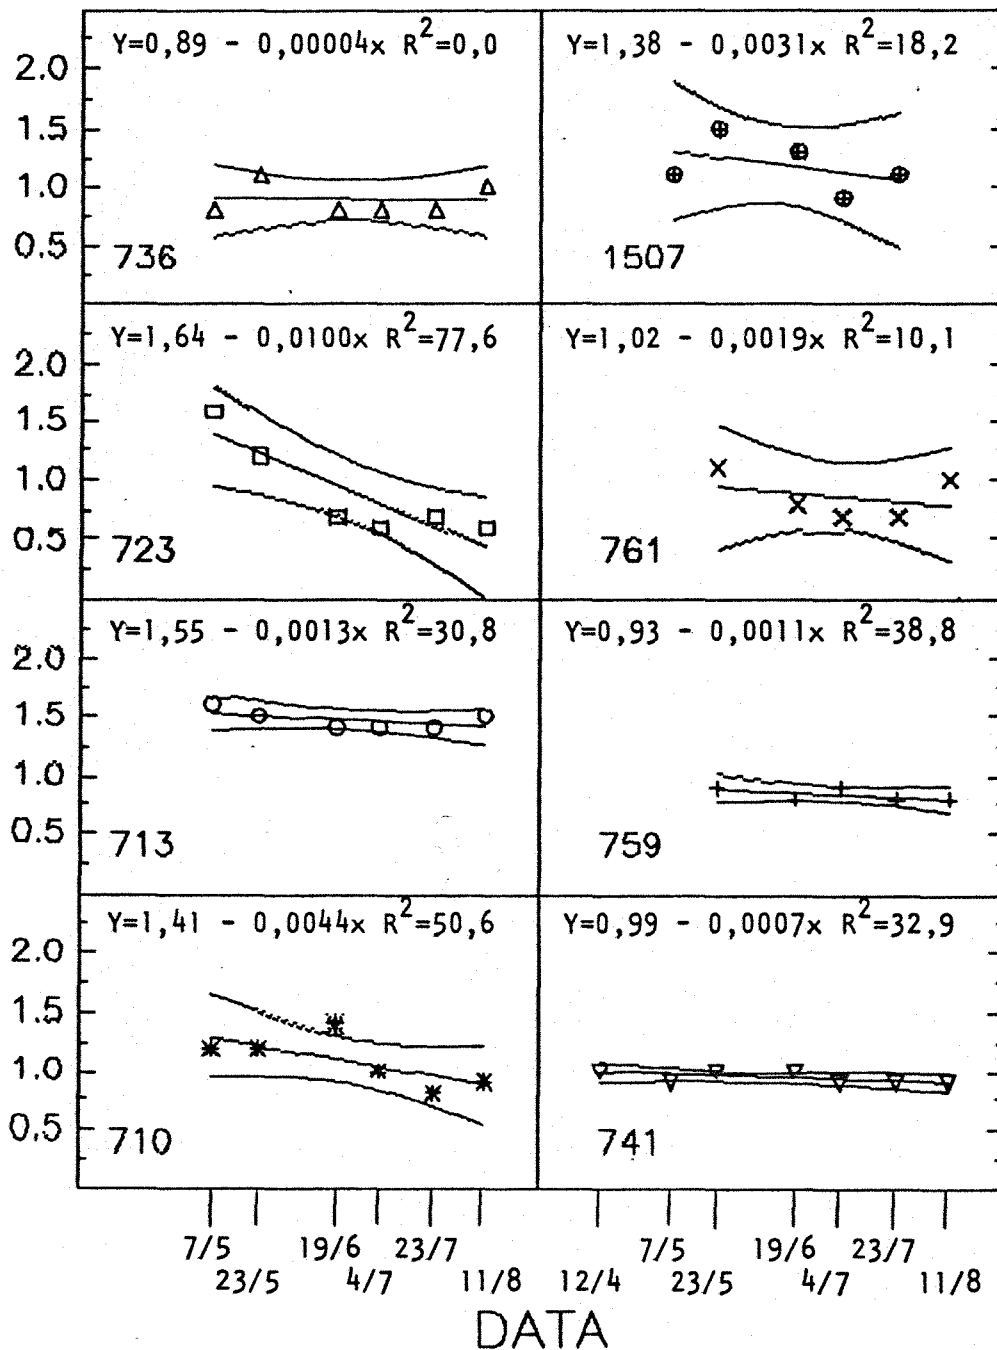 Y=0,89 - 0,00004x R²=0,0
Y=1,38 - 0,0031x R²=18,2
2.0
1.5
1.0
0.5
736
1507
Y=1,64 - 0,0100x R²=77,6
Y=1,02 - 0,0019x R²=10,1
2.0
1.5
1.0
0.5
723
761
Y=1,55 - 0,0013x R²=30,8
Y=0,93 - 0,0011x R²=38,8
2.0
1.5
1.0
0.5
713
759
Y=1,41 - 0,0044x R²=50,6
Y=0,99 - 0,0007x R²=32,9
2.0
1.5
1.0
0.5
710
741
7/5 19/6 23/7 7/5 19/6 23/7
23/5 4/7 11/8 12/4 23/5 4/7 11/8
DATA